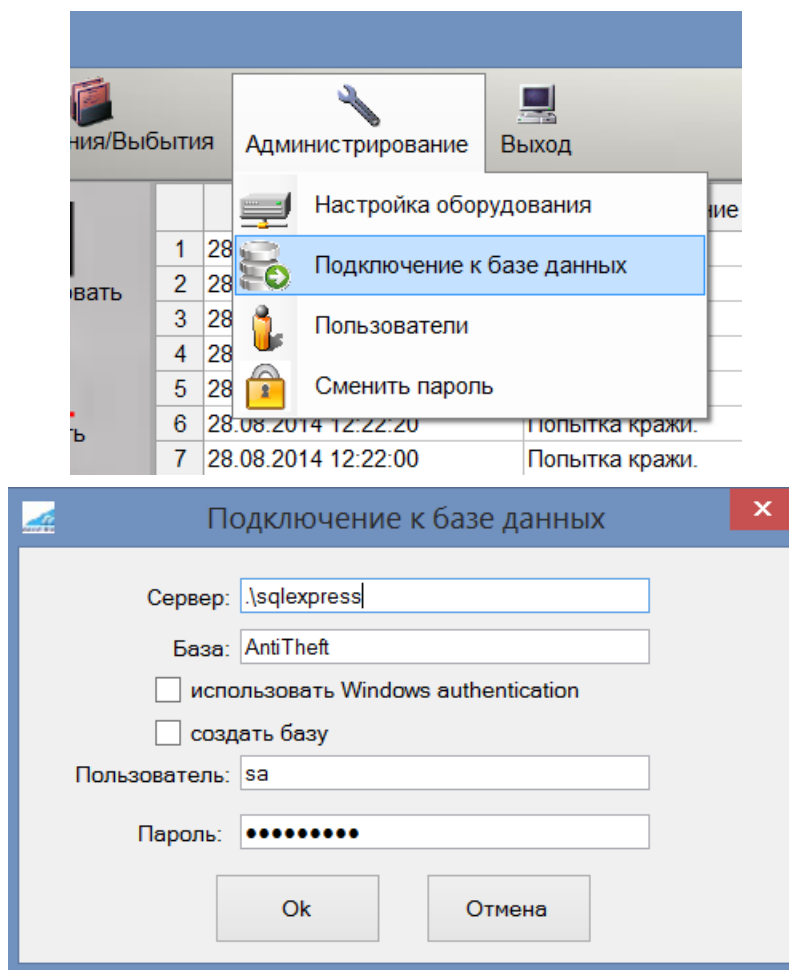 ния/Выбытия
Администрирование
Выход
Настройка оборудования
ние
1 28
Подключение к базе данных
овать
2 28
3 28
Пользователи
4 28
5 28
Сменить пароль
ь
6 28.08.2014 12:22:20 Попытка кражи.
7 28.08.2014 12:22:00 Попытка кражи.
Подключение к базе данных
Сервер: .\sqlexpress
База: AntiTheft
использовать Windows authentication
создать базу
Пользователь: sa
Пароль: ●●●●●●●●●
Ok Отмена